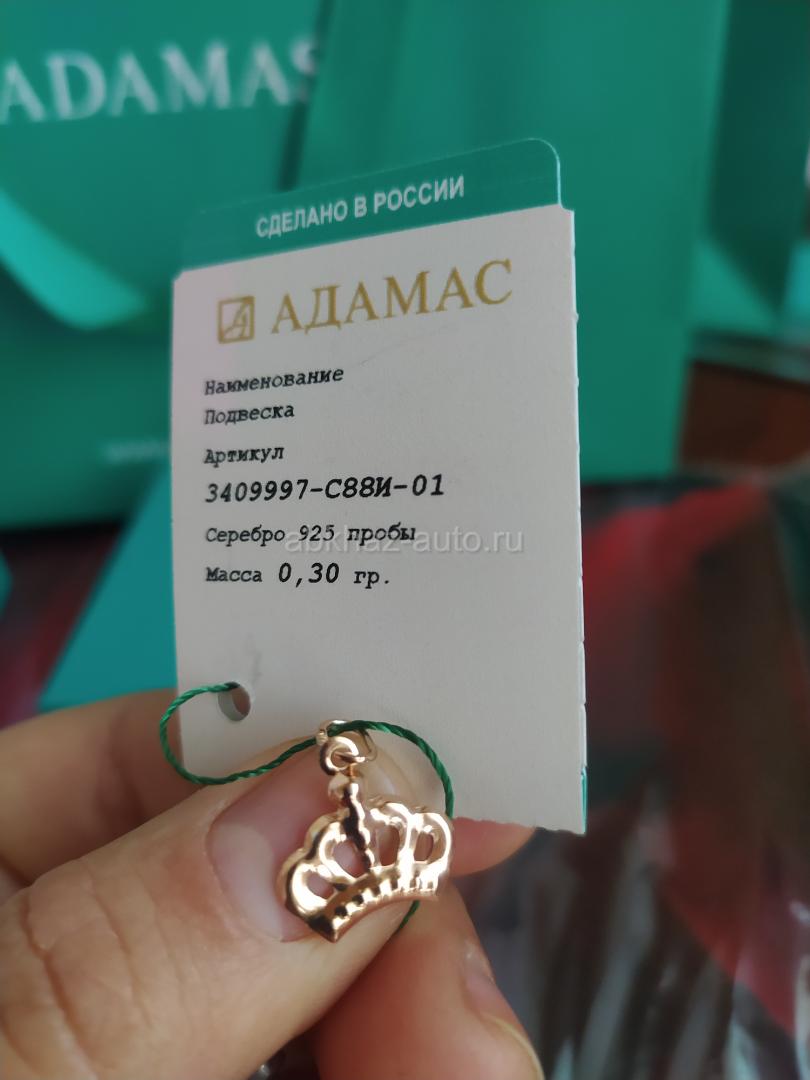 ADAMAS
СДЕЛАНО В РОССИИ
АДАМАС
Наименование
Подвеска
Артикул
3409997-С88И-01
Серебро 925 пробы
abkhaz-auto.ru
Масса 0,30 гр.